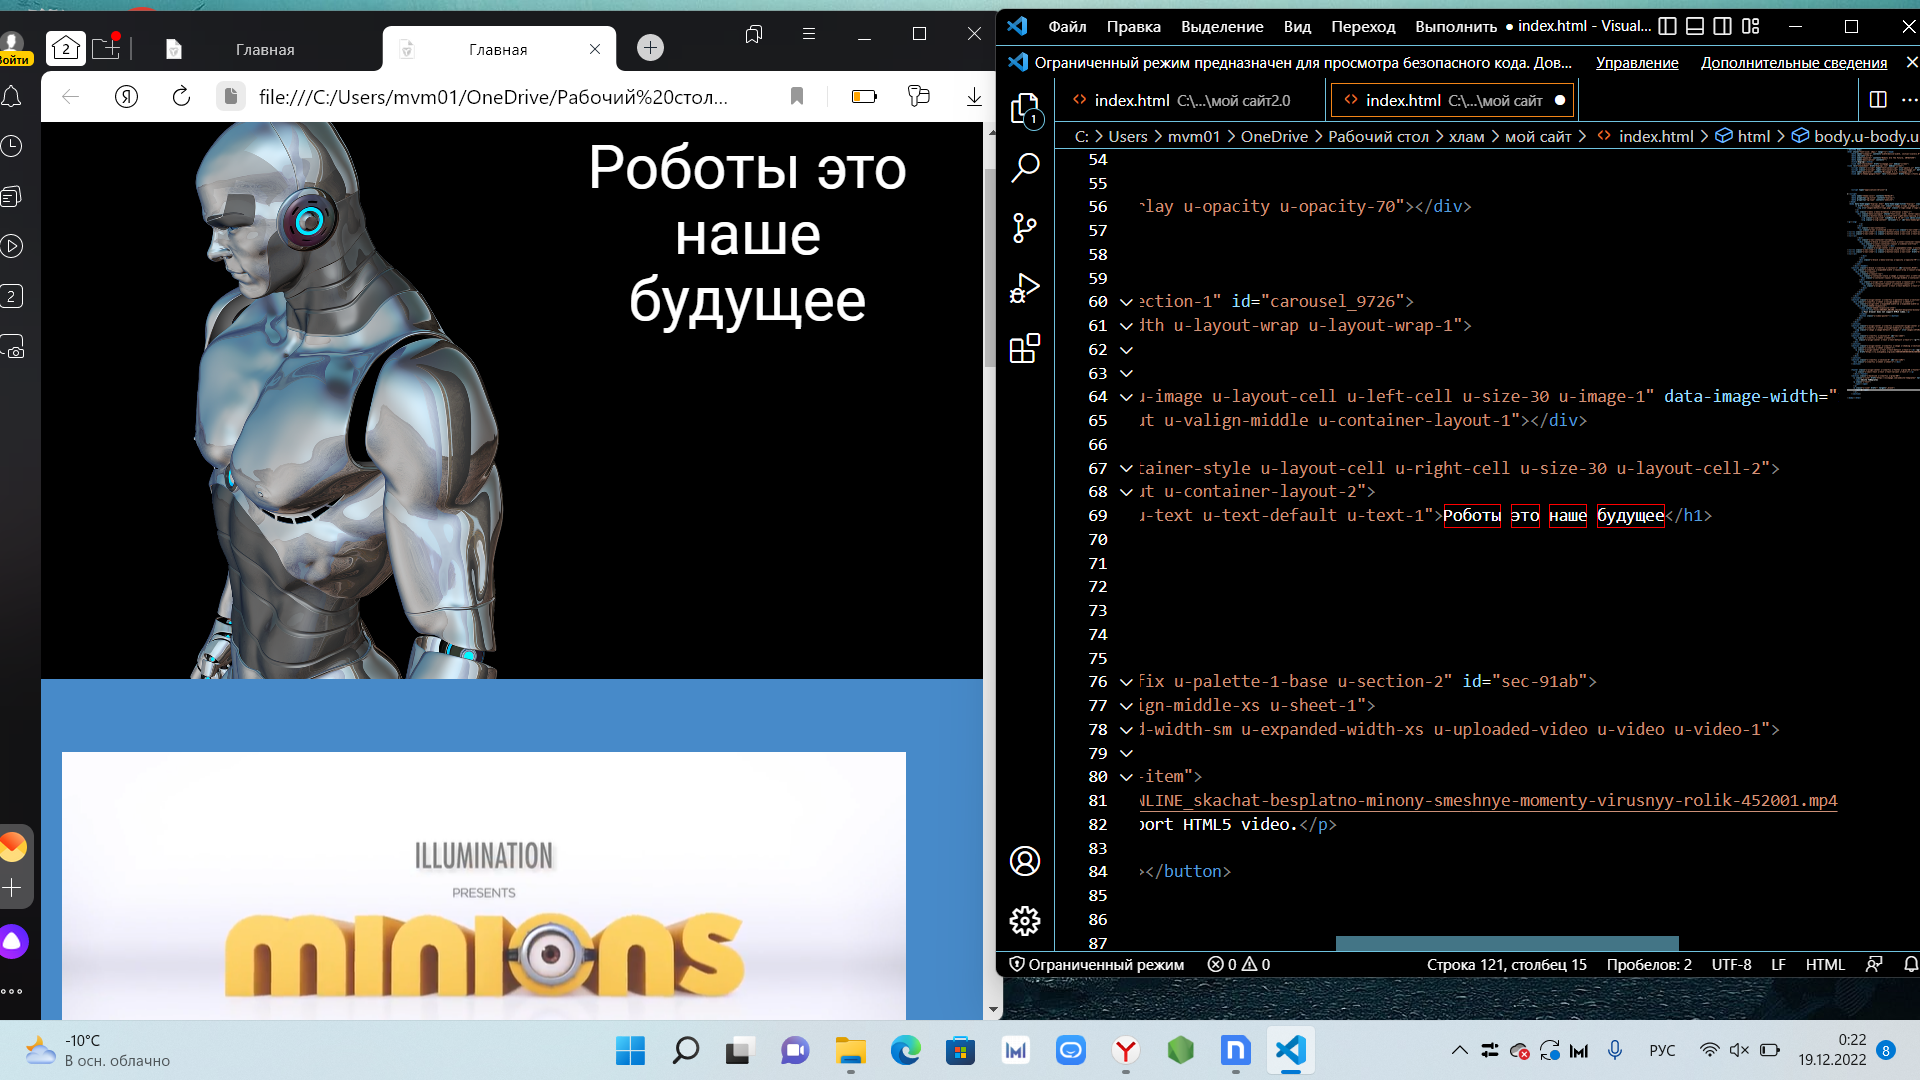 2
Главная
Главная
Войти
Я
file:///C:/Users/mvm01/OneDrive/Рабочий%20стол...
2
Роботы это
наше
будущее
ILLUMINATION
PRESENTS
MINIONS
Файл Правка Выделение Вид Переход Выполнить ● index.html - Visual...
Ограниченный режим предназначен для просмотра безопасного кода. Дов... Управление Дополнительные сведения
1
index.html C:\...\мой сайт2.0
index.html C:\...\мой сайт
C: > Users > mvm01 > OneDrive > Рабочий стол > хлам > мой сайт > index.html > html > body.u-body.u
54
55
56 rlay u-opacity u-opacity-70"></div>
57
58
59
60 ection-1" id="carousel_9726">
61 dth u-layout-wrap u-layout-wrap-1">
62
63
64 u-image u-layout-cell u-left-cell u-size-30 u-image-1" data-image-width="
65 ut u-valign-middle u-container-layout-1"></div>
66
67 tainer-style u-layout-cell u-right-cell u-size-30 u-layout-cell-2">
68 ut u-container-layout-2">
69 u-text u-text-default u-text-1">Роботы это наше будущее</h1>
70
71
72
73
74
75
76 fix u-palette-1-base u-section-2" id="sec-91ab">
77 ign-middle-xs u-sheet-1">
78 d-width-sm u-expanded-width-xs u-uploaded-video u-video u-video-1">
79
80 -item">
81 NLINE_skachat-besplatno-minony-smeshnye-momenty-virusnyy-rolik-452001.mp4
82 port HTML5 video.</p>
83
84 ></button>
85
86
87
Ограниченный режим 0 0 Строка 121, столбец 15 Пробелов: 2 UTF-8 LF HTML
-10°C
В осн. облачно
РУС
0:22
19.12.2022
8